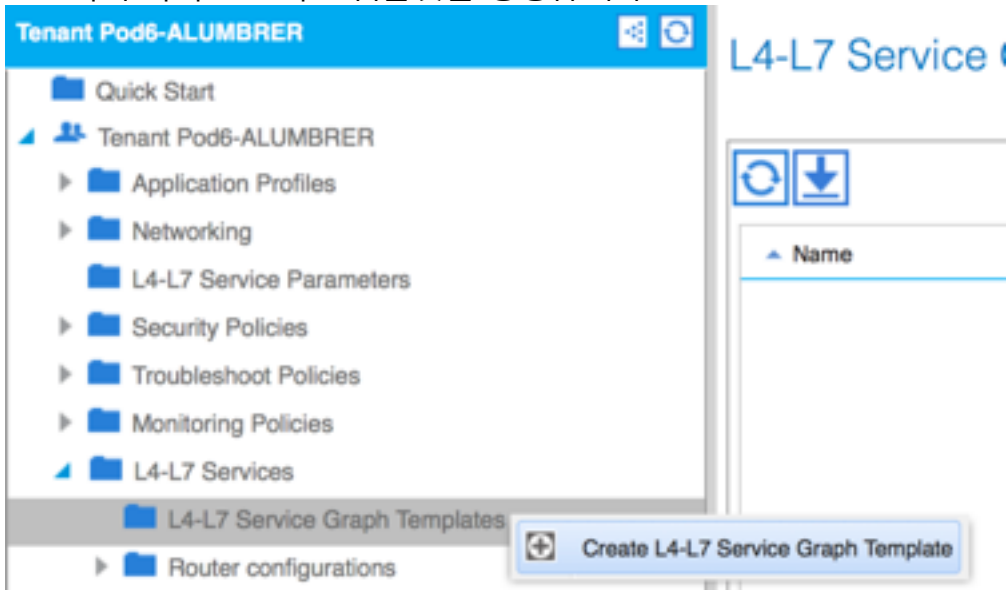 Tenant Pod6-ALUMBRER
L4-L7 Service
Quick Start
Tenant Pod6-ALUMBRER
Application Profiles
Networking
Name
L4-L7 Service Parameters
Security Policies
Troubleshoot Policies
Monitoring Policies
L4-L7 Services
L4-L7 Service Graph Templates
Create L4-L7 Service Graph Template
Router configurations